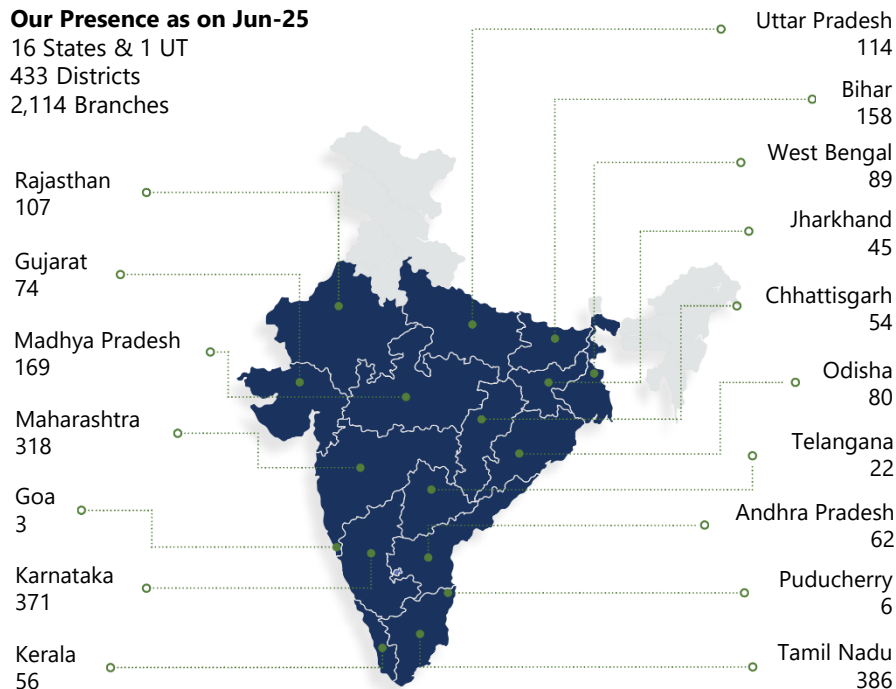 Our Presence as on Jun-25
16 States & 1 UT
433 Districts
2,114 Branches
Rajasthan
107
Gujarat
74
Madhya Pradesh
169
Maharashtra
318
Goa
3
Karnataka
371
Kerala
56
Uttar Pradesh
114
Bihar
158
West Bengal
89
Jharkhand
45
Chhattisgarh
54
Odisha
80
Telangana
22
Andhra Pradesh
62
Puducherry
6
Tamil Nadu
386